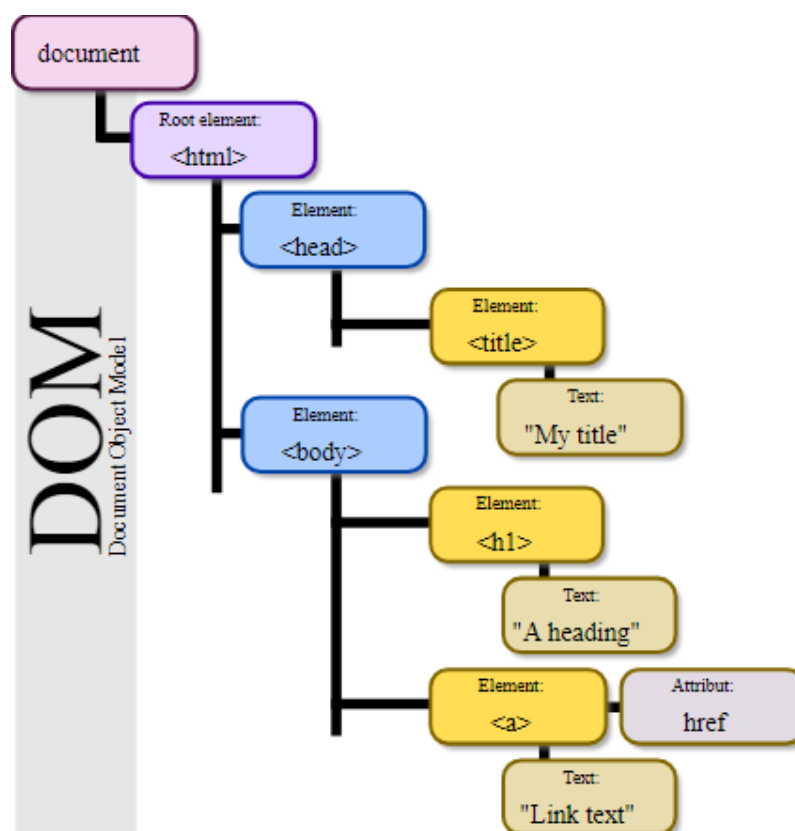 document
Root element:
<html>
Element:
<head>
Element:
<title>
Text:
"My title"
Element:
<body>
Element:
<h1>
Text:
"A heading"
Element:
<a>
Attribut:
href
Text:
"Link text"
DOM
Document Object Model